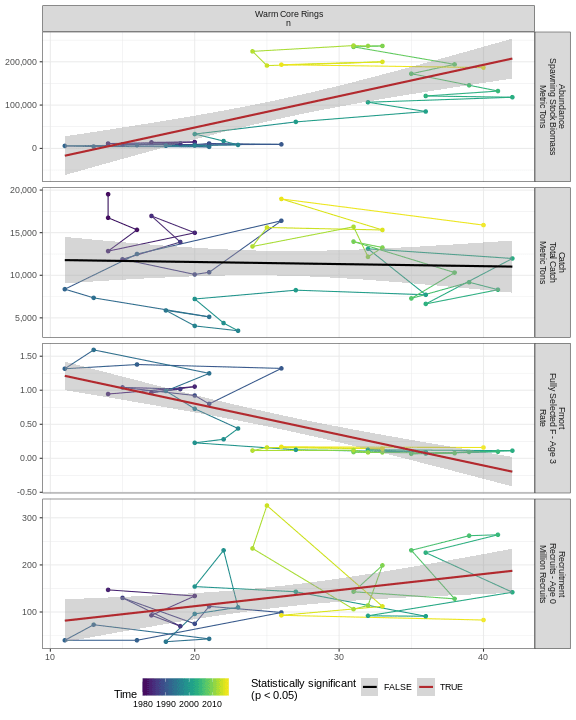 Warm Core Rings
n
200,000
100,000
0
Abundance
Spawning Stock Biomass
Metric Tons
20,000
15,000
10,000
5,000
Catch
Total Catch
Metric Tons
1.50
1.00
0.50
0.00
-0.50
Fmort
Fully Selected F - Age 3
Rate
300
200
100
Recruitment
Recruits - Age 0
Million Recruits
10 20 30 40
Time
1980 1990 2000 2010
Statistically significant
(p < 0.05)
FALSE TRUE